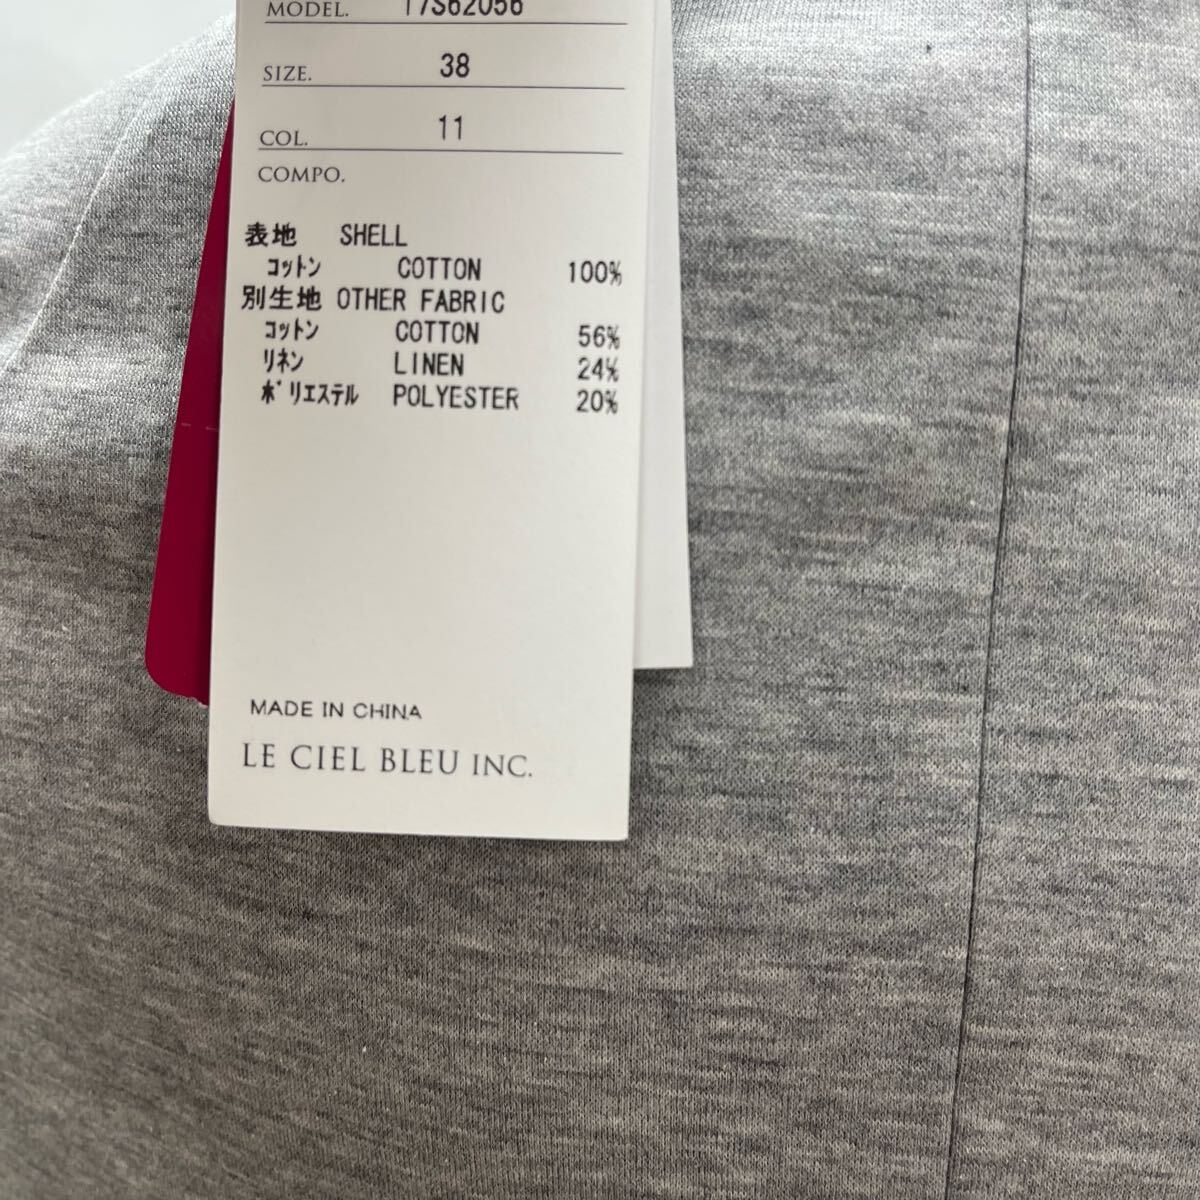 MODEL. 17S62056
SIZE. 38
COL. 11
COMPO.
表地 SHELL
コットン COTTON 100%
別生地 OTHER FABRIC
コットン COTTON 56%
リネン LINEN 24%
ポリエステル POLYESTER 20%
MADE IN CHINA
LE CIEL BLEU INC.